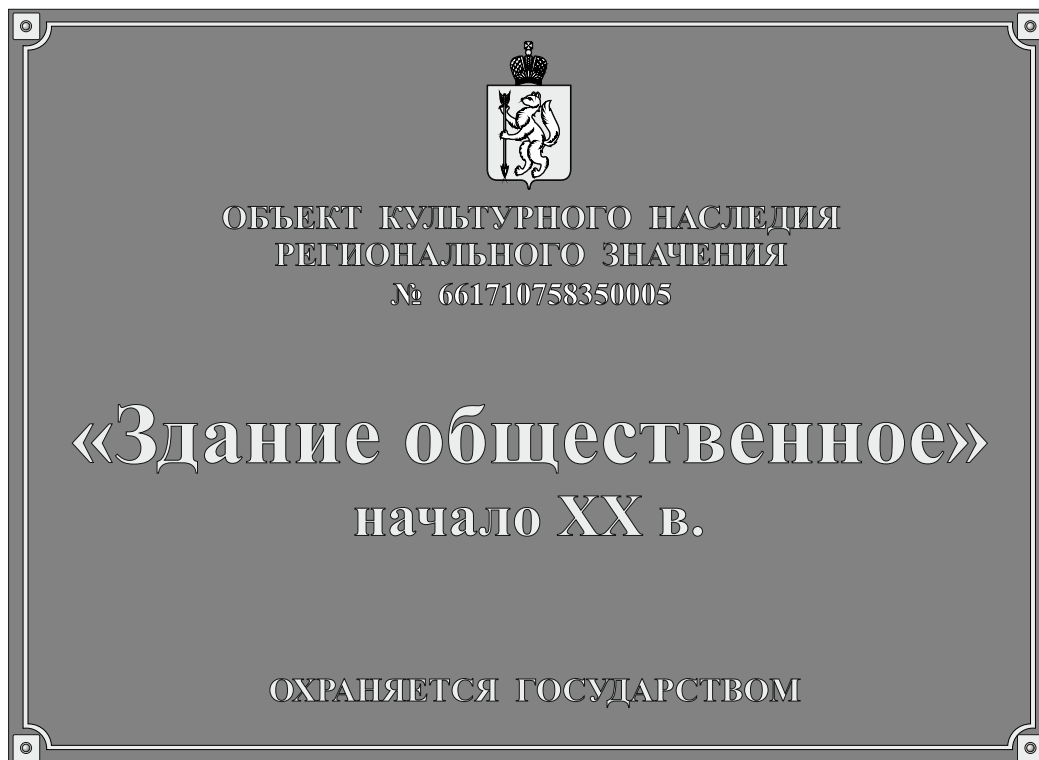 ОБЪЕКТ КУЛЬТУРНОГО НАСЛЕДИЯ
РЕГИОНАЛЬНОГО ЗНАЧЕНИЯ
№ 661710758350005
«Здание общественное»
начало XX в.
ОХРАНЯЕТСЯ ГОСУДАРСТВОМ